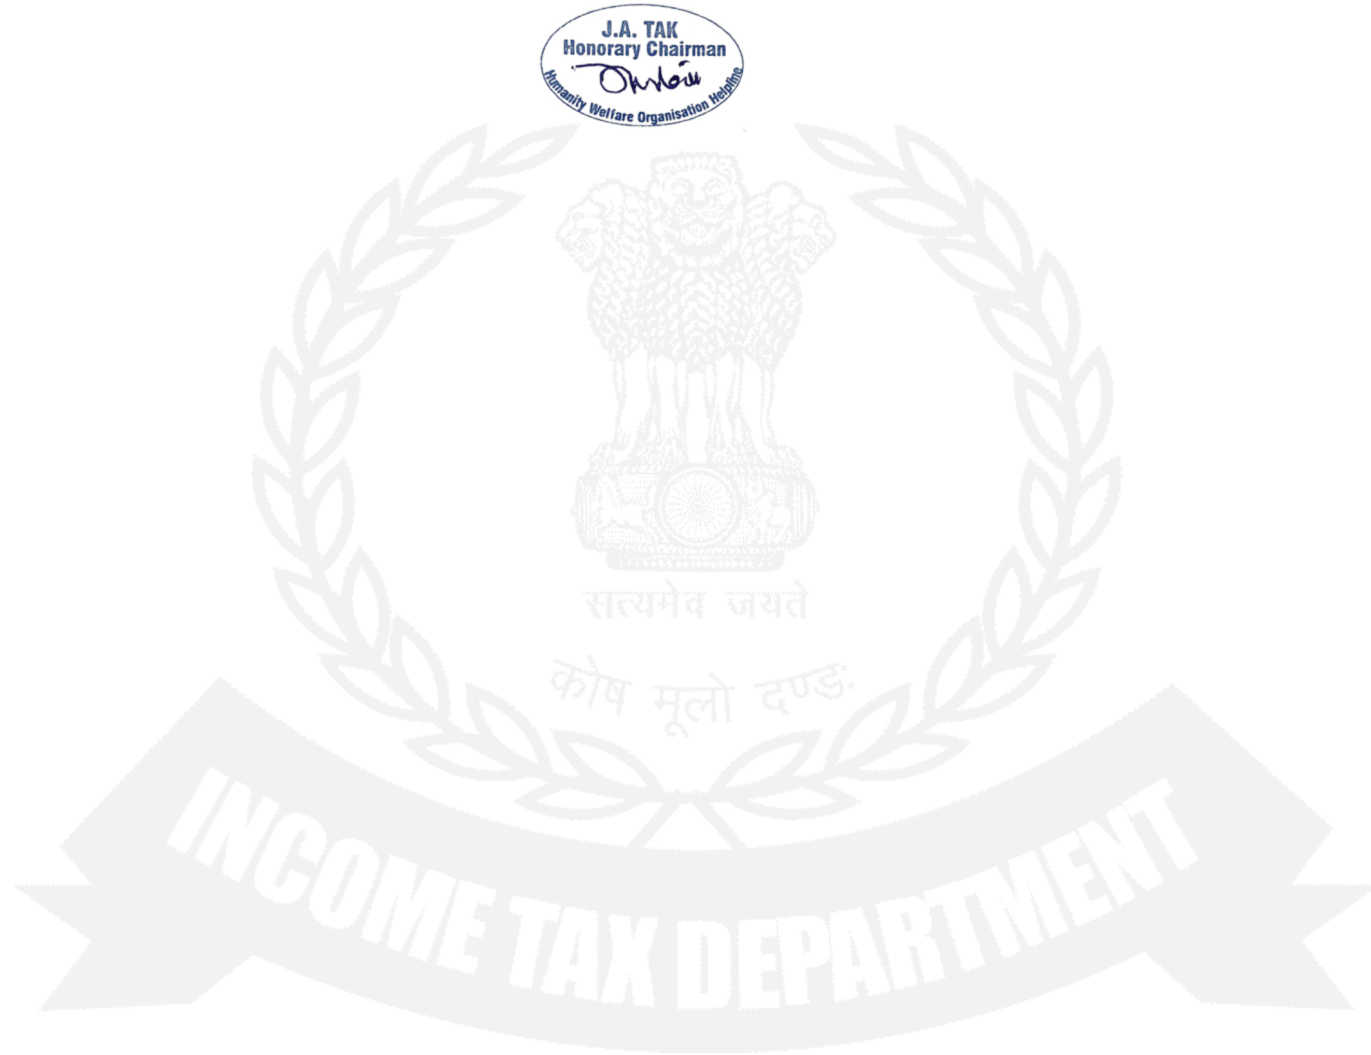 J.A. TAK
Honorary Chairman
Humanity Welfare Organisation Helpline
सत्यमेव जयते
कोष मूलो दण्डः
INCOME TAX DEPARTMENT